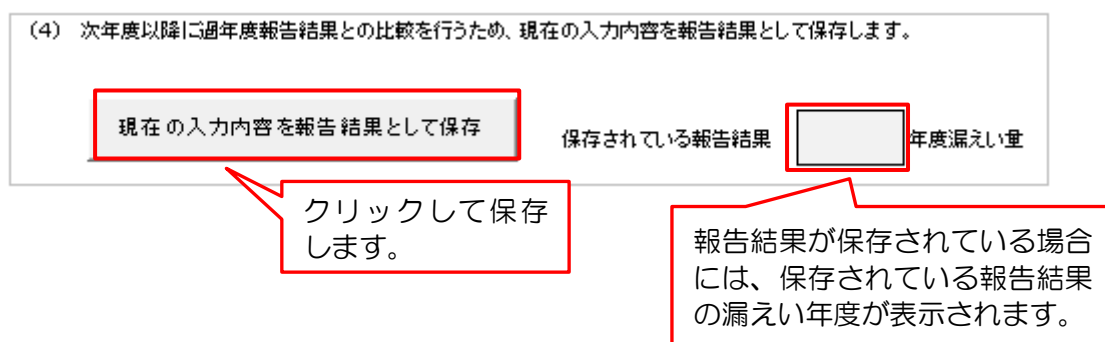 (4) 次年度以降に過年度報告結果との比較を行うため、現在の入力内容を報告結果として保存します。
現在の入力内容を報告結果として保存
保存されている報告結果
年度漏えい量
クリックして保存
します。
報告結果が保存されている場合
には、保存されている報告結果
の漏えい年度が表示されます。